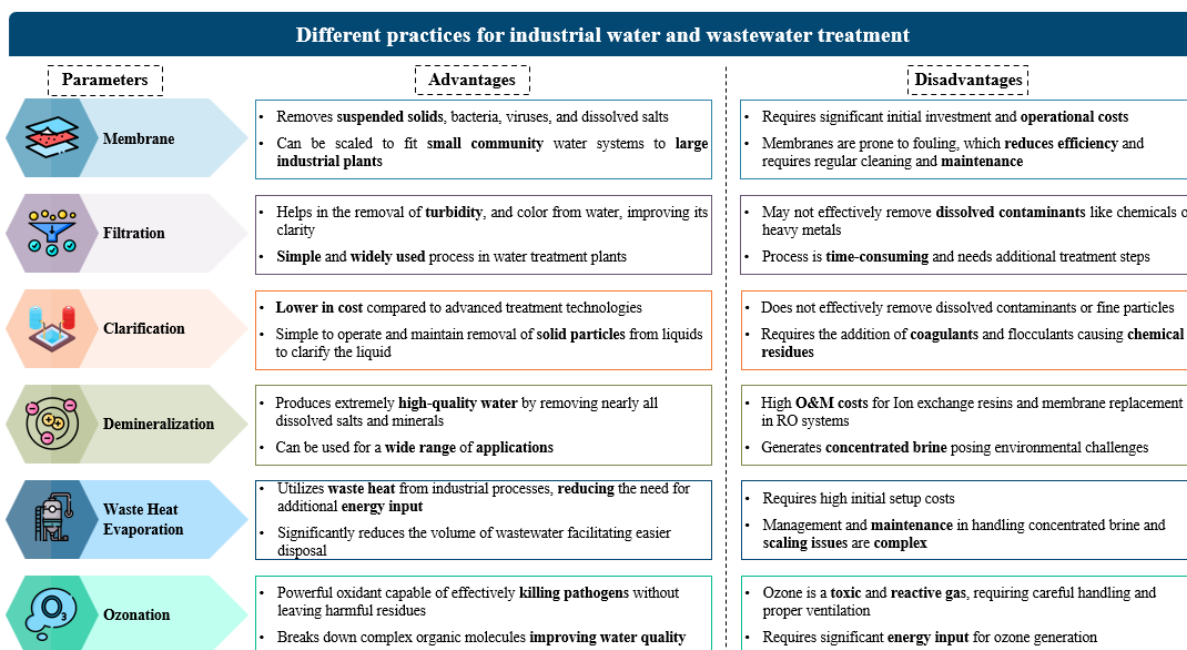 Different practices for industrial water and wastewater treatment
Parameters
Advantages
Disadvantages
Membrane
• Removes suspended solids, bacteria, viruses, and dissolved salts
• Can be scaled to fit small community water systems to large
industrial plants
• Requires significant initial investment and operational costs
• Membranes are prone to fouling, which reduces efficiency and
requires regular cleaning and maintenance
Filtration
• Helps in the removal of turbidity, and color from water, improving its
clarity
• Simple and widely used process in water treatment plants
• May not effectively remove dissolved contaminants like chemicals o
heavy metals
• Process is time-consuming and needs additional treatment steps
Clarification
• Lower in cost compared to advanced treatment technologies
• Simple to operate and maintain removal of solid particles from liquids
to clarify the liquid
• Does not effectively remove dissolved contaminants or fine particles
• Requires the addition of coagulants and flocculants causing chemical
residues
Demineralization
• Produces extremely high-quality water by removing nearly all
dissolved salts and minerals
• Can be used for a wide range of applications
• High O&M costs for Ion exchange resins and membrane replacement
in RO systems
• Generates concentrated brine posing environmental challenges
Waste Heat
Evaporation
• Utilizes waste heat from industrial processes, reducing the need for
additional energy input
• Significantly reduces the volume of wastewater facilitating easier
disposal
• Requires high initial setup costs
• Management and maintenance in handling concentrated brine and
scaling issues are complex
O3
Ozonation
• Powerful oxidant capable of effectively killing pathogens without
leaving harmful residues
• Breaks down complex organic molecules improving water quality
• Ozone is a toxic and reactive gas, requiring careful handling and
proper ventilation
• Requires significant energy input for ozone generation